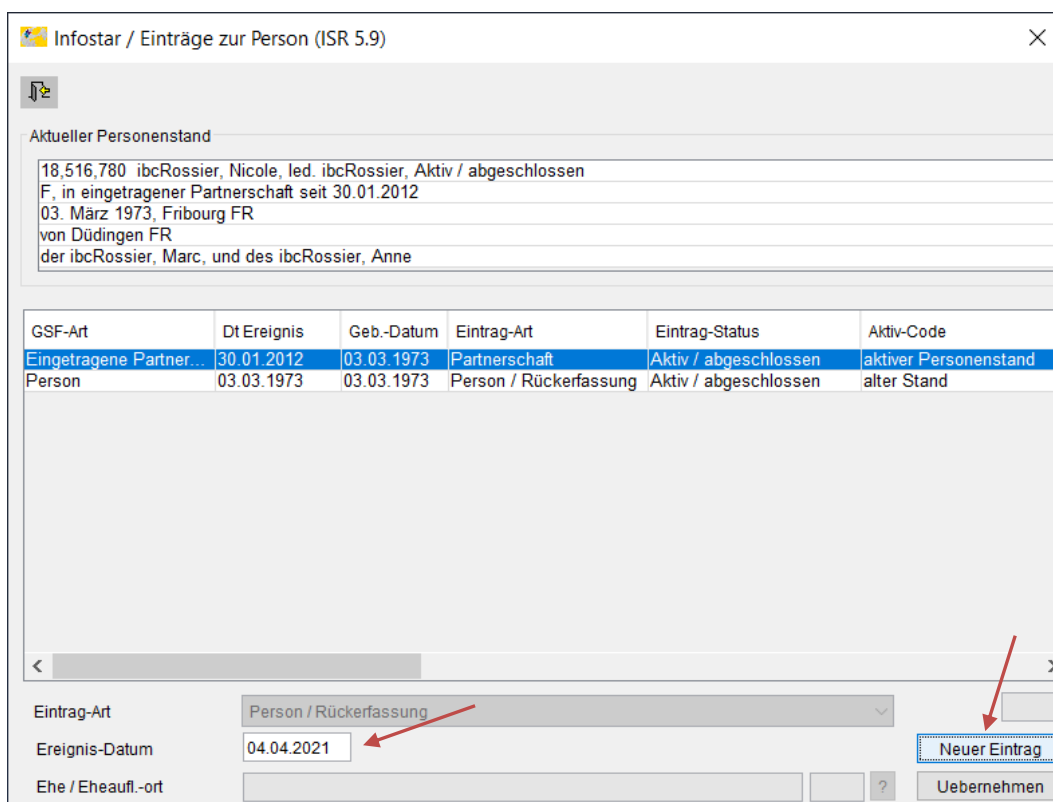 Infostar / Einträge zur Person (ISR 5.9)
Aktueller Personenstand
18,516,780 ibcRossier, Nicole, led. ibcRossier, Aktiv / abgeschlossen
F, in eingetragener Partnerschaft seit 30.01.2012
03. März 1973, Fribourg FR
von Düdingen FR
der ibcRossier, Marc, und des ibcRossier, Anne
GSF-Art Dt Ereignis Geb.-Datum Eintrag-Art Eintrag-Status Aktiv-Code
Eingetragene Partner... 30.01.2012 03.03.1973 Partnerschaft Aktiv / abgeschlossen aktiver Personenstand
Person 03.03.1973 03.03.1973 Person / Rückerfassung Aktiv / abgeschlossen alter Stand
Eintrag-Art Person / Rückerfassung
Ereignis-Datum 04.04.2021 Neuer Eintrag
Ehe / Eheaufl.-ort ? Uebernehmen